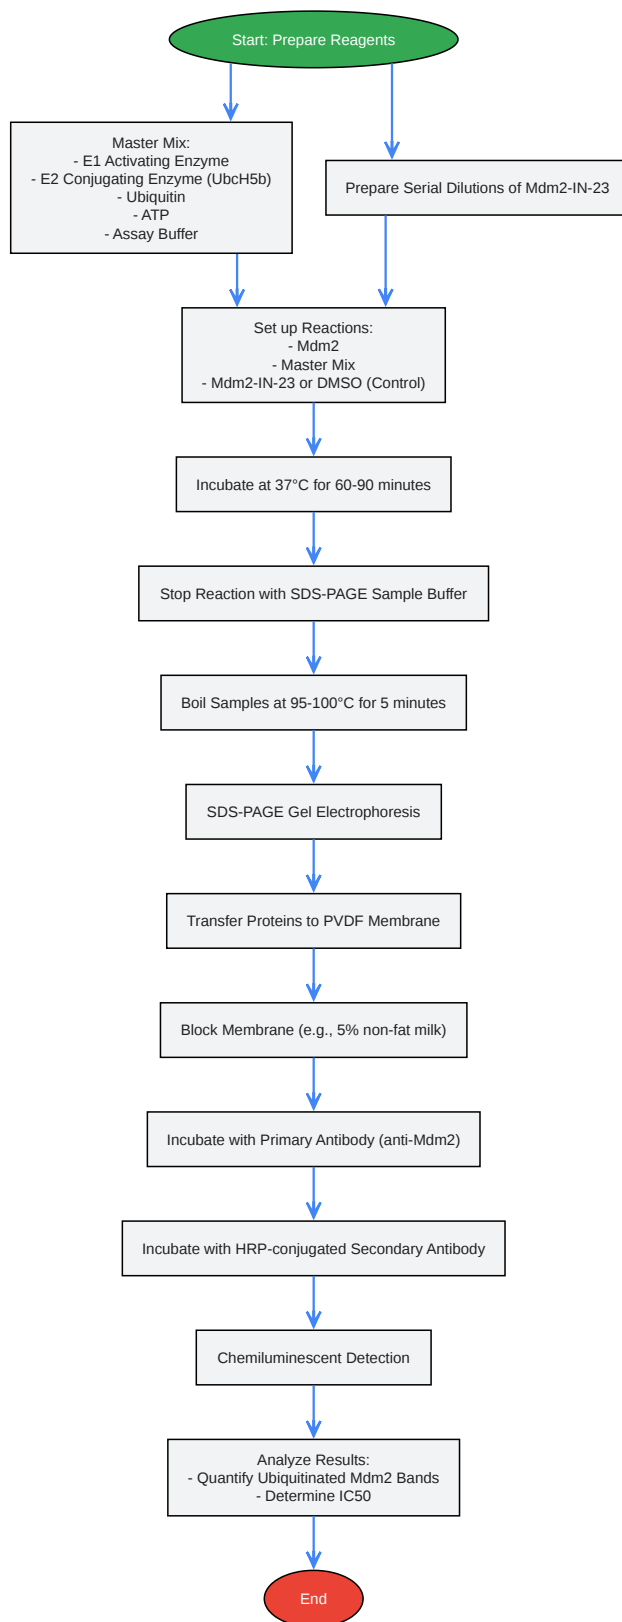 Start: Prepare Reagents
Master Mix:
- E1 Activating Enzyme
- E2 Conjugating Enzyme (UbcH5b)
- Ubiquitin
- ATP
- Assay Buffer
Prepare Serial Dilutions of Mdm2-IN-23
Set up Reactions:
- Mdm2
- Master Mix
- Mdm2-IN-23 or DMSO (Control)
Incubate at 37°C for 60-90 minutes
Stop Reaction with SDS-PAGE Sample Buffer
Boil Samples at 95-100°C for 5 minutes
SDS-PAGE Gel Electrophoresis
Transfer Proteins to PVDF Membrane
Block Membrane (e.g., 5% non-fat milk)
Incubate with Primary Antibody (anti-Mdm2)
Incubate with HRP-conjugated Secondary Antibody
Chemiluminescent Detection
Analyze Results:
- Quantify Ubiquitinated Mdm2 Bands
- Determine IC50
End